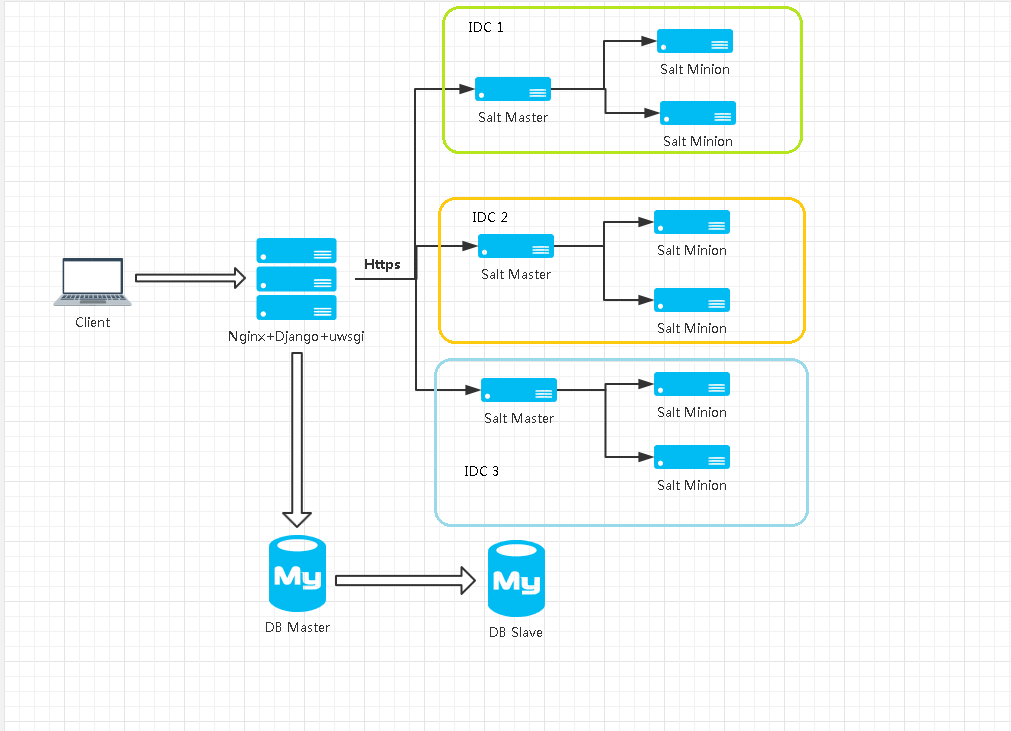 IDC 1
Salt Minion
Salt Master
Salt Minion
IDC 2
Salt Minion
Salt Master
Salt Minion
Https
Client
Nginx+Django+uwsgi
Salt Minion
Salt Master
IDC 3
Salt Minion
My
DB Master
My
DB Slave